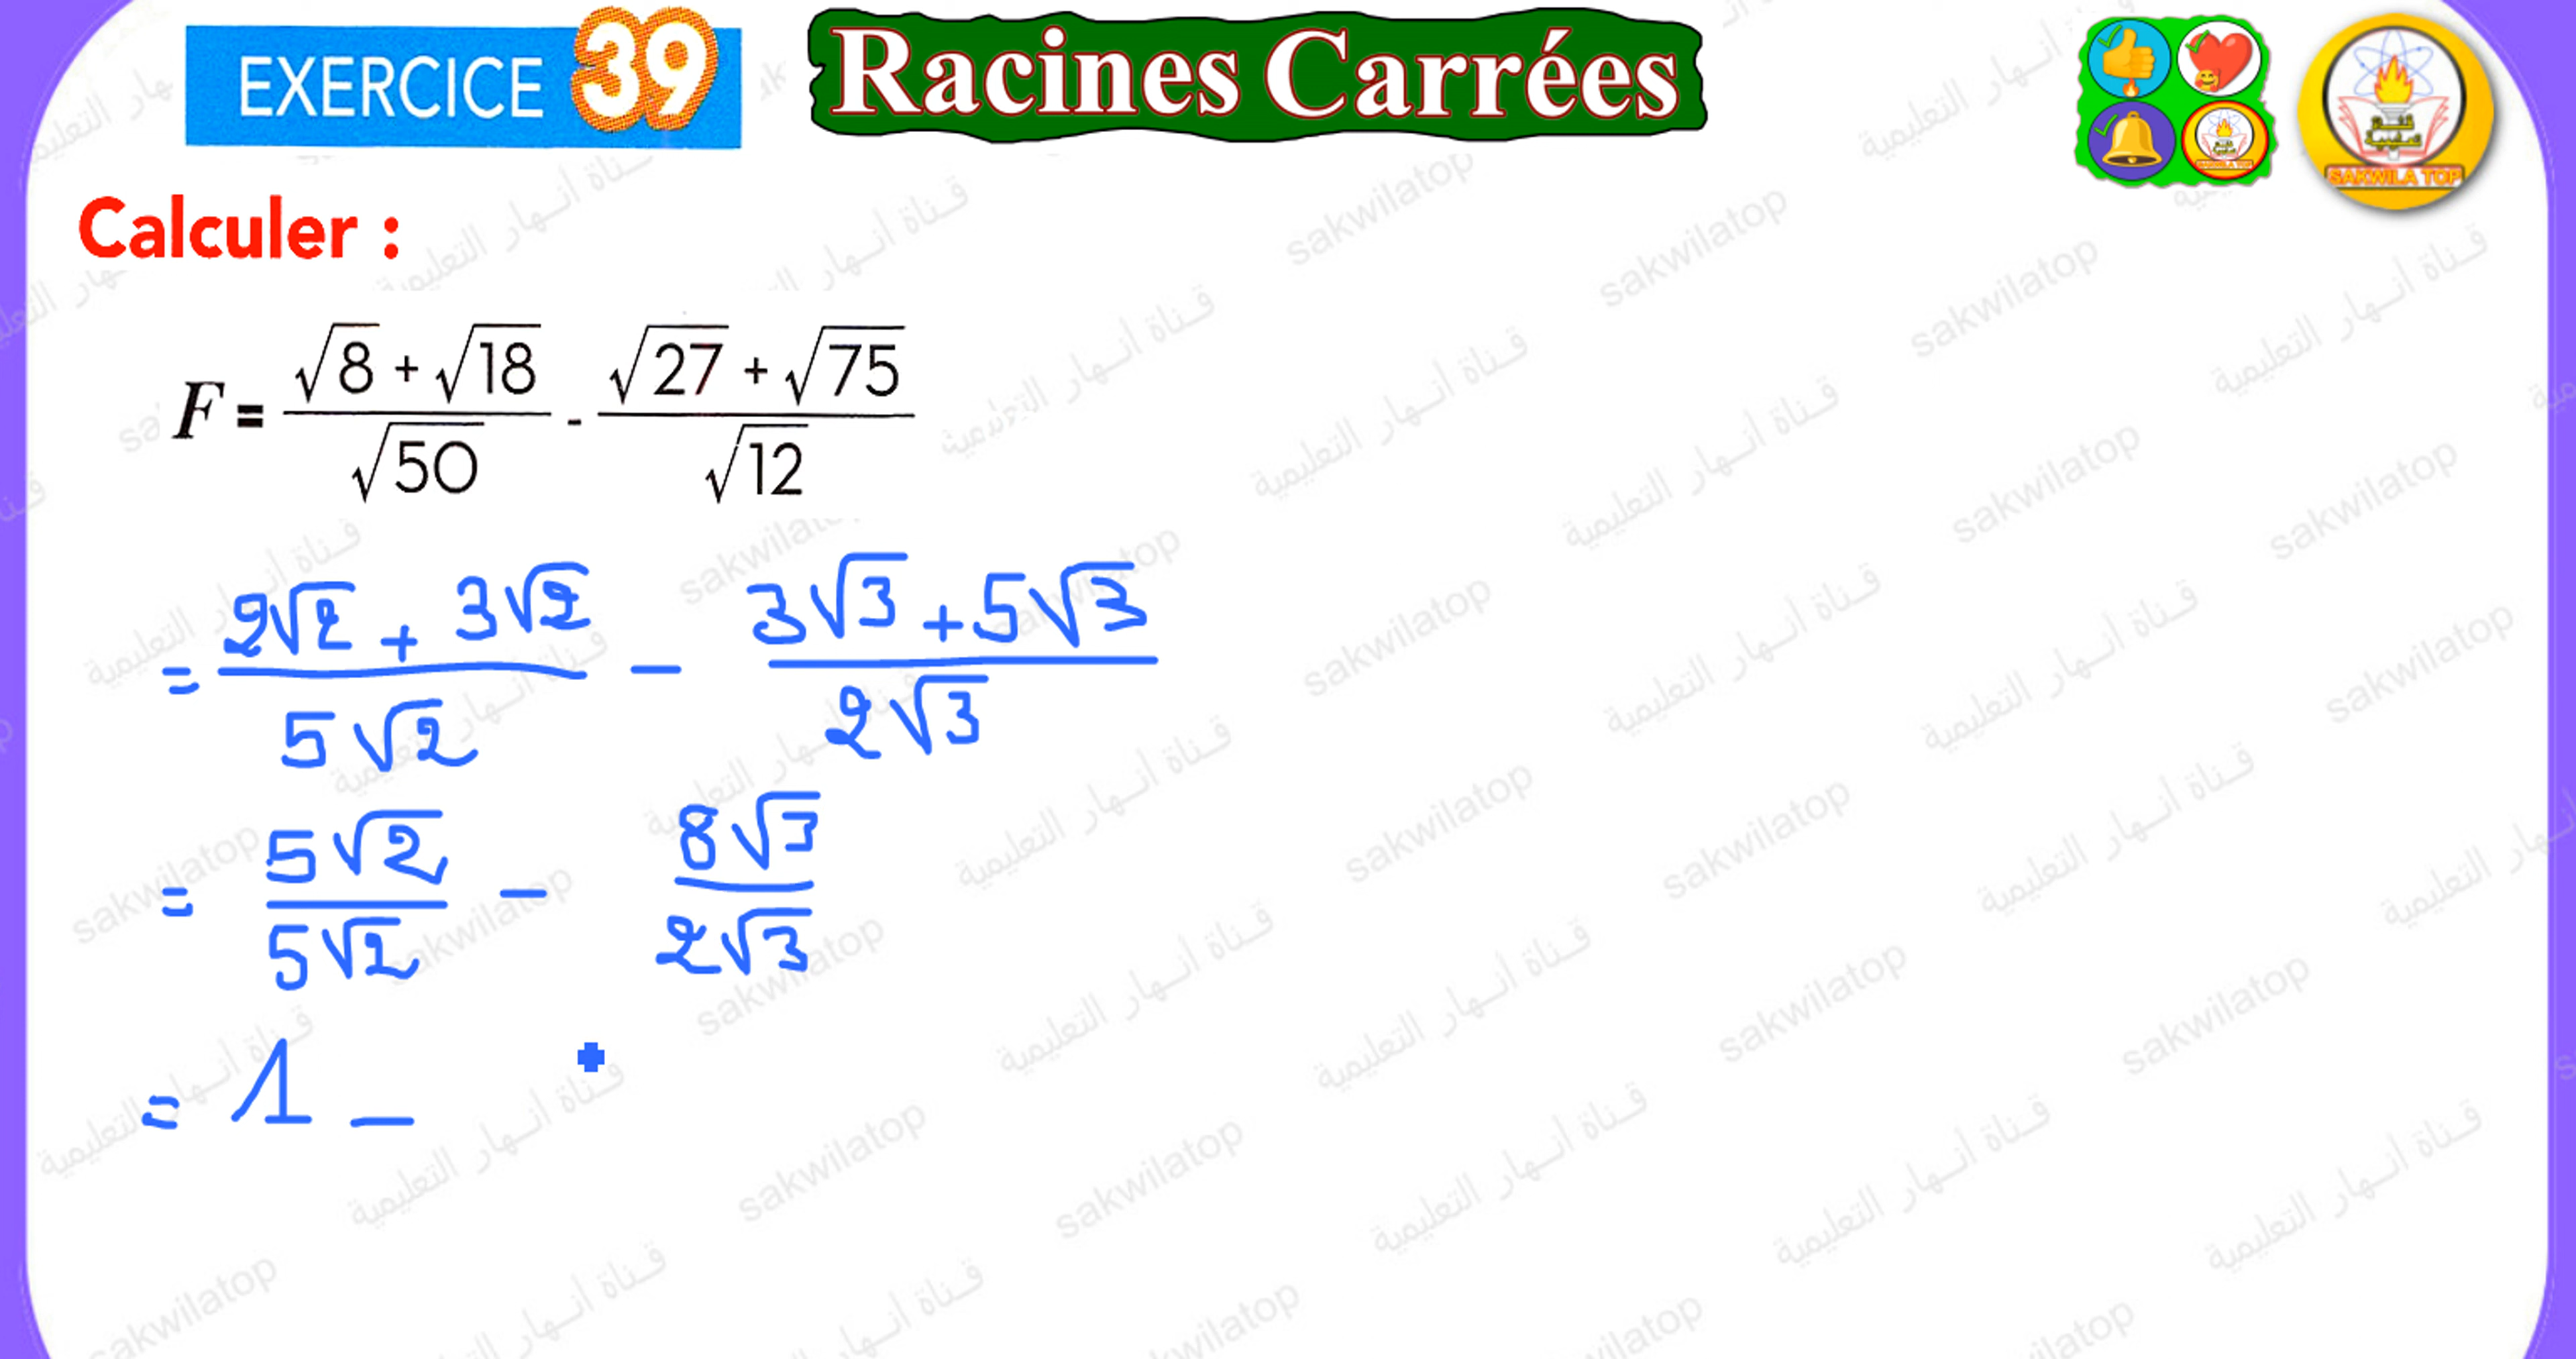 EXERCICE 39
Racines Carrées
SAKWILA TOP
Calculer :
F = (√8 + √18)/√50 - (√27 + √75)/√12
= (2√2 + 3√2)/(5√2) - (3√3 + 5√3)/(2√3)
= 5√2/5√2 - 8√3/2√3
= 1 -
sakwilatop
قناة أنهار التعليمية